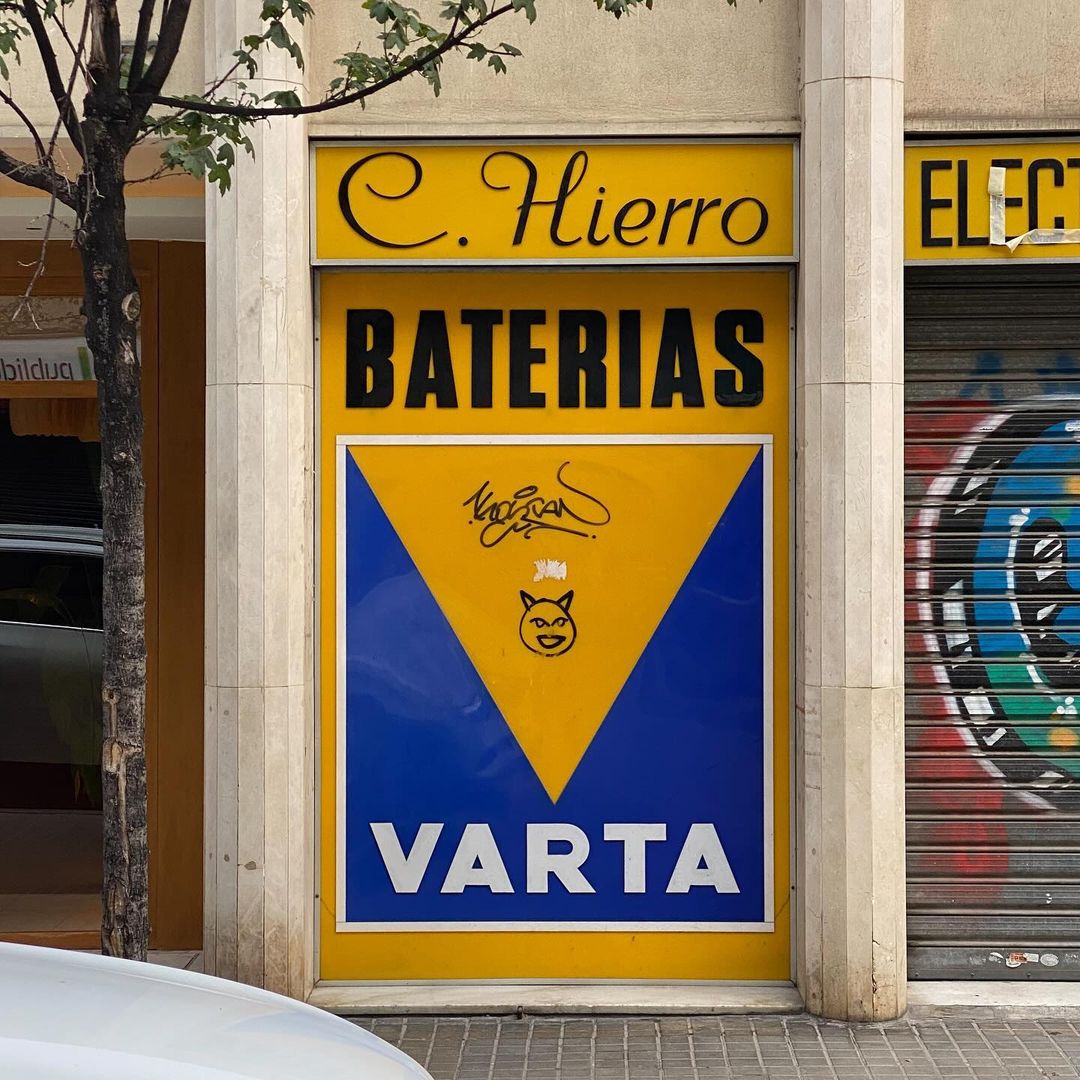 C. Hierro
ELECT
BATERIAS
VARTA